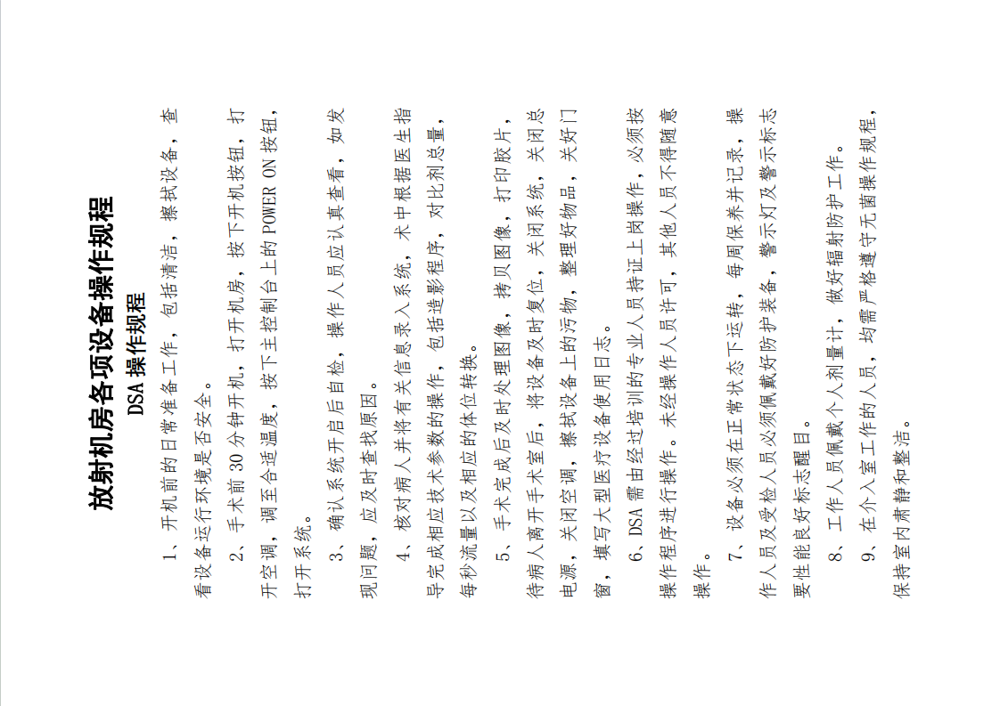 放射机房各项设备操作规程
DSA 操作规程
1、开机前的日常准备工作，包括清洁，擦拭设备，查
看设备运行环境是否安全。
2、手术前 30 分钟开机，打开机房，按下开机按钮，打
开空调，调至合适温度，按下主控制台上的 POWER ON 按钮，
打开系统。
3、确认系统开启后自检，操作人员应认真查看，如发
现问题，应及时查找原因。
4、核对病人并将有关信息录入系统，术中根据医生指
导完成相应技术参数的操作，包括造影程序，对比剂总量，
每秒流量以及相应的体位转换。
5、手术完成后及时处理图像，拷贝图像，打印胶片，
待病人离开手术室后，将设备及时复位，关闭系统，关闭总
电源，关闭空调，擦拭设备上的污物，整理好物品，关好门
窗，填写大型医疗设备使用日志。
6、DSA 需由经过培训的专业人员持证上岗操作，必须按
操作程序进行操作。未经操作人员许可，其他人员不得随意
操作。
7、设备必须在正常状态下运转，每周保养并记录，操
作人员及受检人员必须佩戴好防护装备，警示灯及警示标志
要性能良好标志醒目。
8、工作人员佩戴个人剂量计，做好辐射防护工作。
9、在介入室工作的人员，均需严格遵守无菌操作规程，
保持室内肃静和整洁。